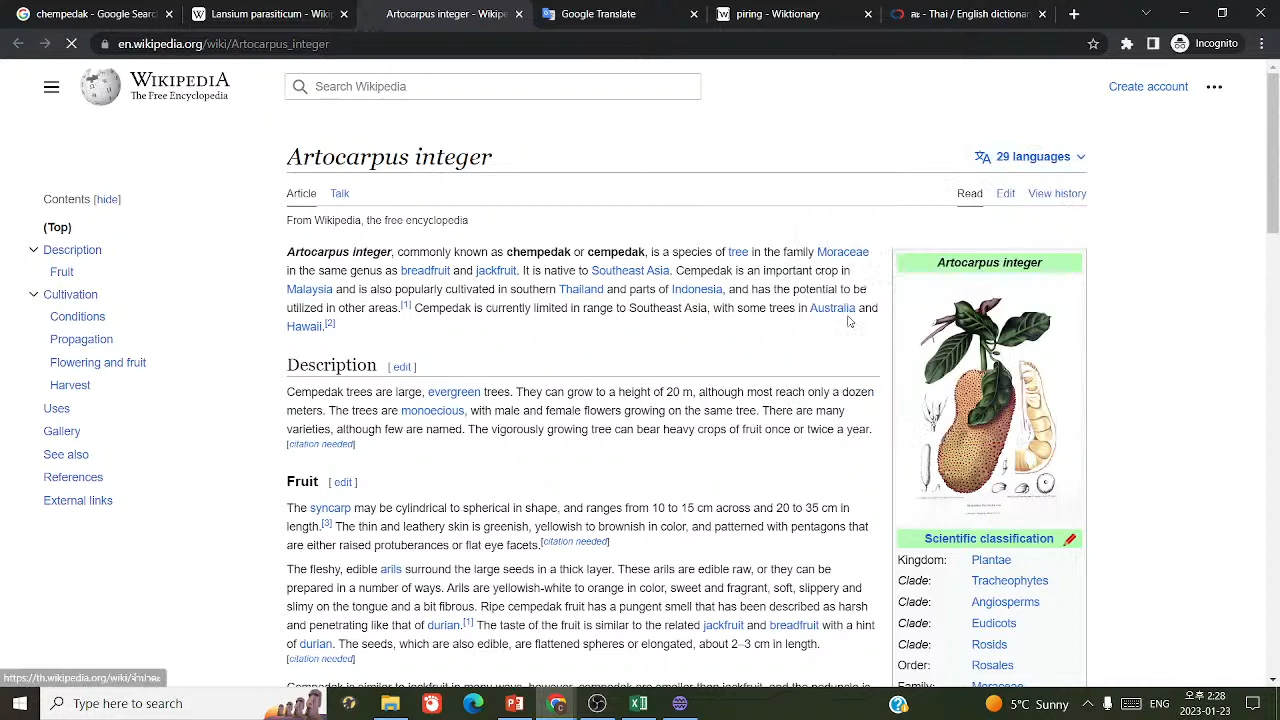 chempedak - Google Search
Lansium parasiticum - Wikip
Artocarpus integer - Wikipe
Google Translate
piring - Wiktionary
ละ - Thai / English dictionar
en.wikipedia.org/wiki/Artocarpus_integer
Incognito
WIKIPEDIA
The Free Encyclopedia
Search Wikipedia
Create account
Artocarpus integer
29 languages
Article Talk
Read Edit View history
From Wikipedia, the free encyclopedia
Contents [hide]
(Top)
Description
Fruit
Cultivation
Conditions
Propagation
Flowering and fruit
Harvest
Uses
Gallery
See also
References
External links
Artocarpus integer, commonly known as chempedak or cempedak, is a species of tree in the family Moraceae
in the same genus as breadfruit and jackfruit. It is native to Southeast Asia. Cempedak is an important crop in
Malaysia and is also popularly cultivated in southern Thailand and parts of Indonesia, and has the potential to be
utilized in other areas.[1] Cempedak is currently limited in range to Southeast Asia, with some trees in Australia and
Hawaii.[2]
Description [ edit ]
Cempedak trees are large, evergreen trees. They can grow to a height of 20 m, although most reach only a dozen
meters. The trees are monoecious, with male and female flowers growing on the same tree. There are many
varieties, although few are named. The vigorously growing tree can bear heavy crops of fruit once or twice a year.
[citation needed]
Fruit [ edit ]
The syncarp may be cylindrical to spherical in shape, and ranges from 10 to 15 cm across and 20 to 35 cm in
length.[3] The thin and leathery skin is greenish, yellowish to brownish in color, and patterned with pentagons that
are either raised protuberances or flat eye facets.[citation needed]
The fleshy, edible arils surround the large seeds in a thick layer. These arils are edible raw, or they can be
prepared in a number of ways. Arils are yellowish-white to orange in color, sweet and fragrant, soft, slippery and
slimy on the tongue and a bit fibrous. Ripe cempedak fruit has a pungent smell that has been described as harsh
and penetrating like that of durian.[1] The taste of the fruit is similar to the related jackfruit and breadfruit with a hint
of durian. The seeds, which are also edible, are flattened spheres or elongated, about 2–3 cm in length.
[citation needed]
Artocarpus integer
Scientific classification
Kingdom: Plantae
Clade: Tracheophytes
Clade: Angiosperms
Clade: Eudicots
Clade: Rosids
Order: Rosales
Family: Moraceae
https://th.wikipedia.org/wiki/จำปาดะ
Type here to search
5°C Sunny
ENG
오후 2:28
2023-01-23